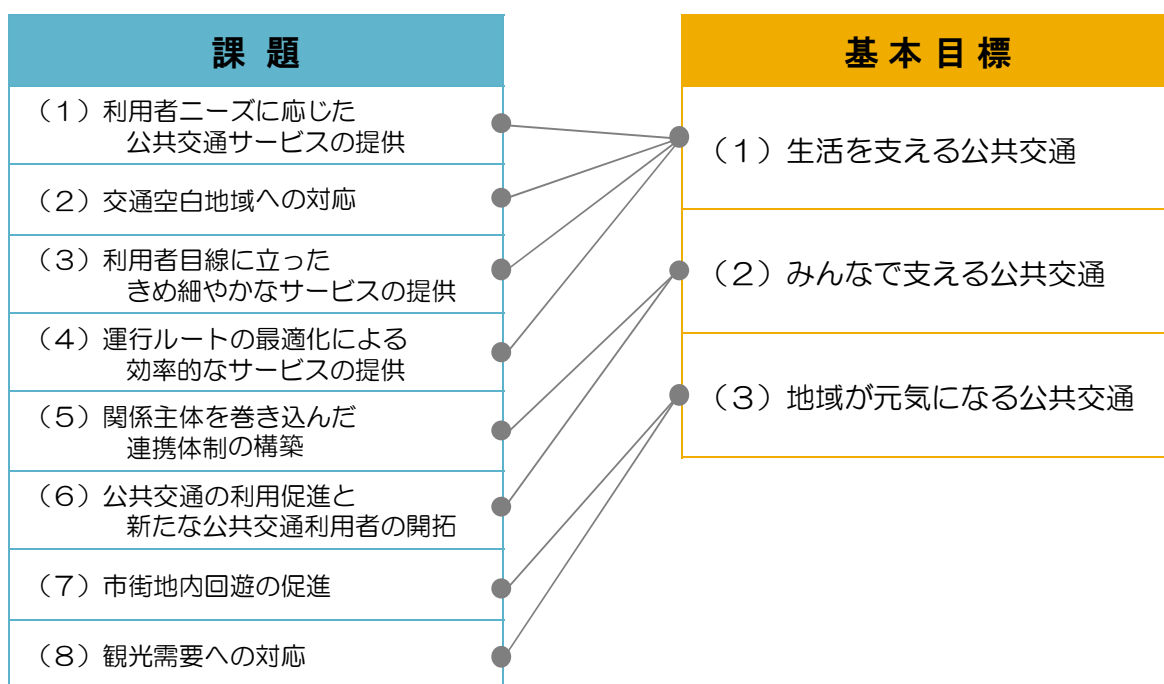 課 題
（１）利用者ニーズに応じた
公共交通サービスの提供
（２）交通空白地域への対応
（３）利用者目線に立った
きめ細やかなサービスの提供
（４）運行ルートの最適化による
効率的なサービスの提供
（５）関係主体を巻き込んだ
連携体制の構築
（６）公共交通の利用促進と
新たな公共交通利用者の開拓
（７）市街地内回遊の促進
（８）観光需要への対応
基 本 目 標
（１）生活を支える公共交通
（２）みんなで支える公共交通
（３）地域が元気になる公共交通